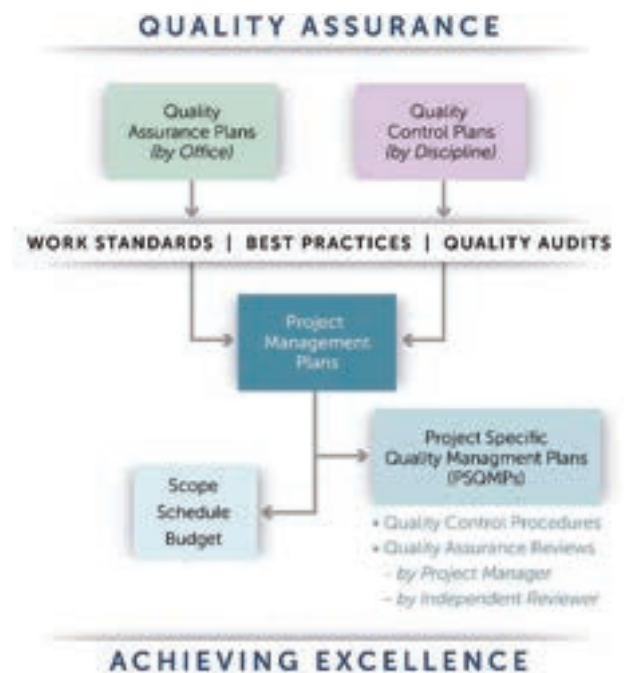 QUALITY ASSURANCE
Quality
Assurance Plans
(by Office)
Quality
Control Plans
(by Discipline)
WORK STANDARDS | BEST PRACTICES | QUALITY AUDITS
Project
Management
Plans
Project Specific
Quality Managment Plans
(PSQMPs)
Scope
Schedule
Budget
• Quality Control Procedures
• Quality Assurance Reviews
– by Project Manager
– by Independent Reviewer
ACHIEVING EXCELLENCE